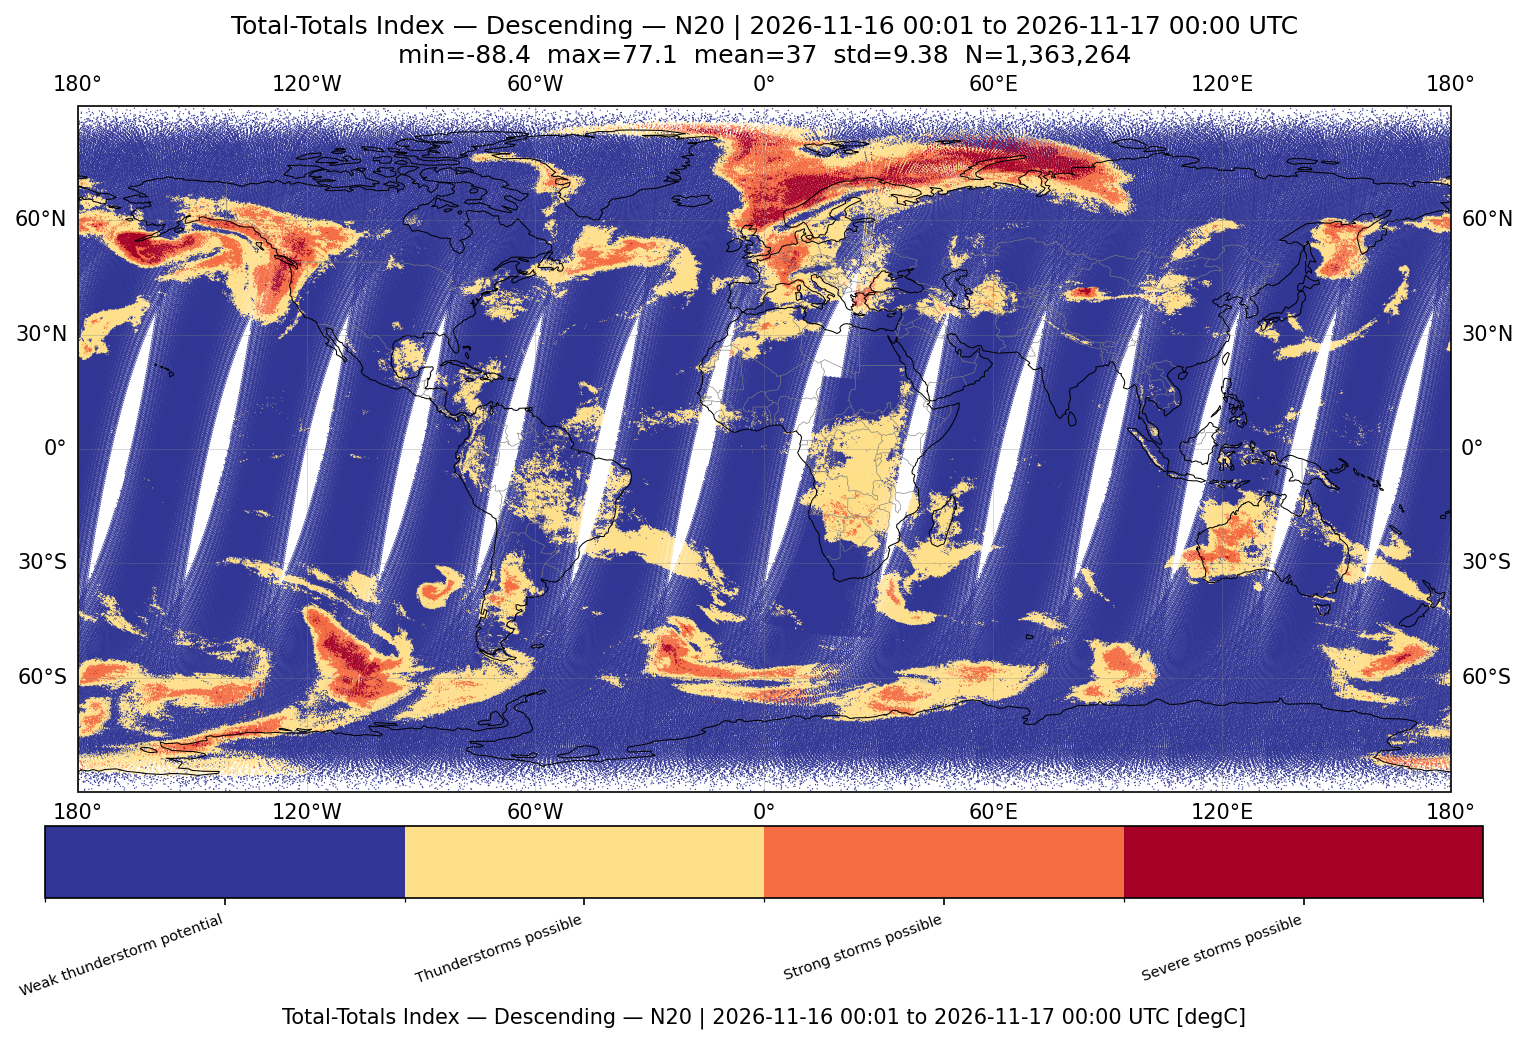 Total-Totals Index — Descending — N20 | 2026-11-16 00:01 to 2026-11-17 00:00 UTC
min=-88.4 max=77.1 mean=37 std=9.38 N=1,363,264
180° 120°W 60°W 0° 60°E 120°E 180°
60°N 60°N
30°N 30°N
0° 0°
30°S 30°S
60°S 60°S
180° 120°W 60°W 0° 60°E 120°E 180°
Weak thunderstorm potential Thunderstorms possible Strong storms possible Severe storms possible
Total-Totals Index — Descending — N20 | 2026-11-16 00:01 to 2026-11-17 00:00 UTC [degC]